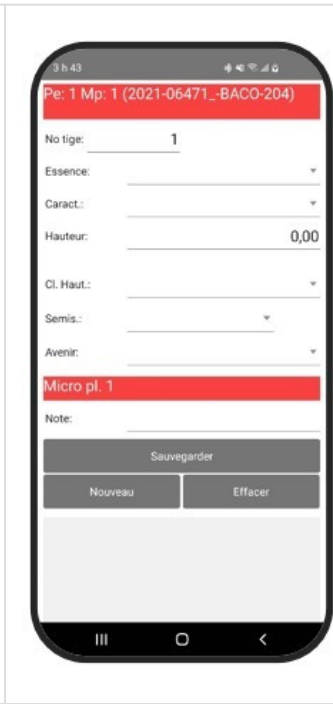 3 h 43
Pe: 1 Mp: 1 (2021-06471_-BACO-204)
No tige: 1
Essence:
Caract.:
Hauteur: 0,00
Cl. Haut.:
Semis.:
Avenir:
Micro pl. 1
Note:
Sauvegarder
Nouveau Effacer